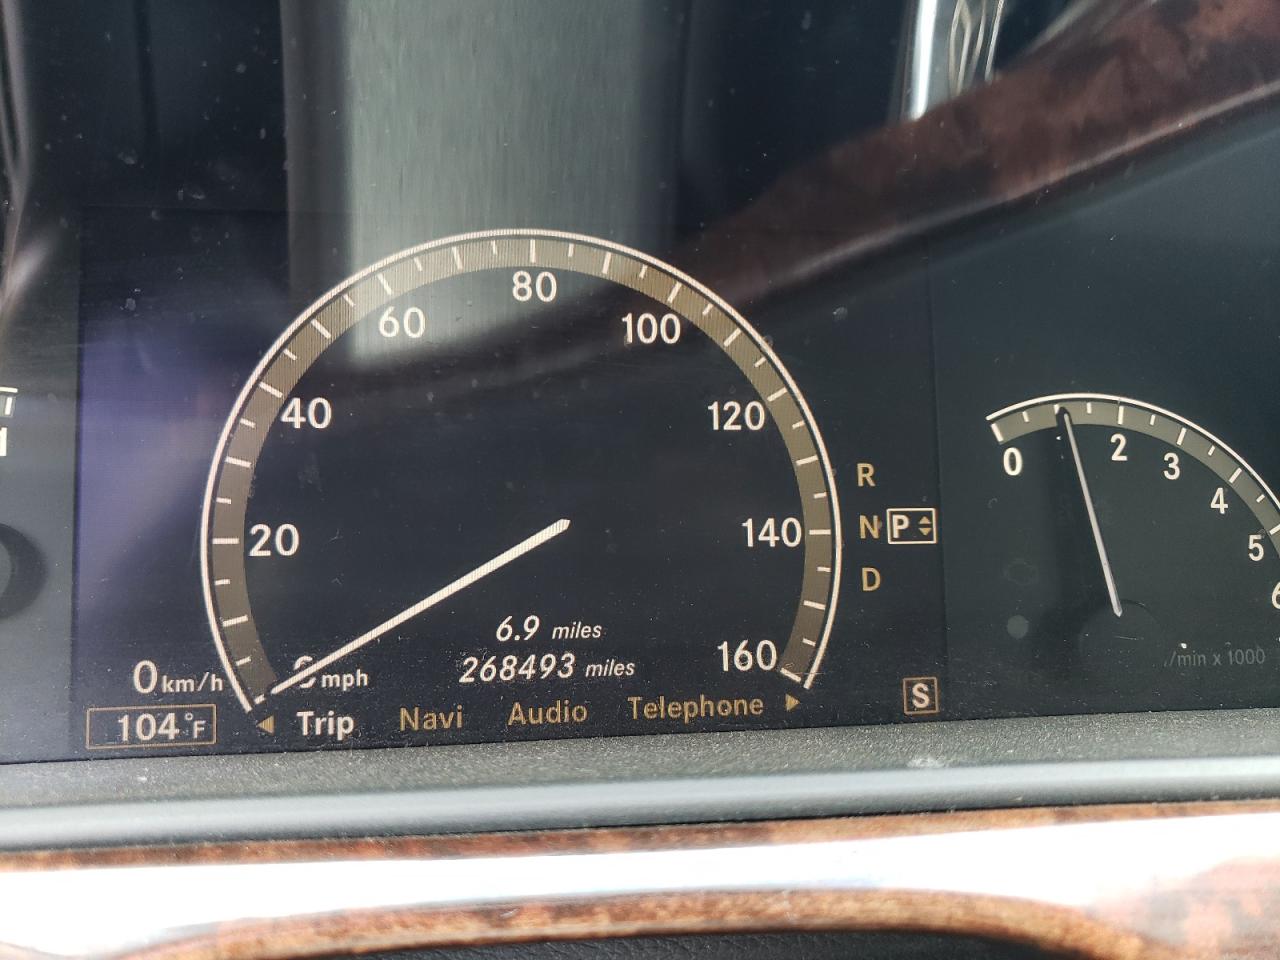 80
60
100
40
120
20
140
160
6.9 miles
268493 miles
0 km/h
mph
104°F
Trip Navi Audio Telephone
R
N P
D
S
0
2
3
4
5
/min x 1000